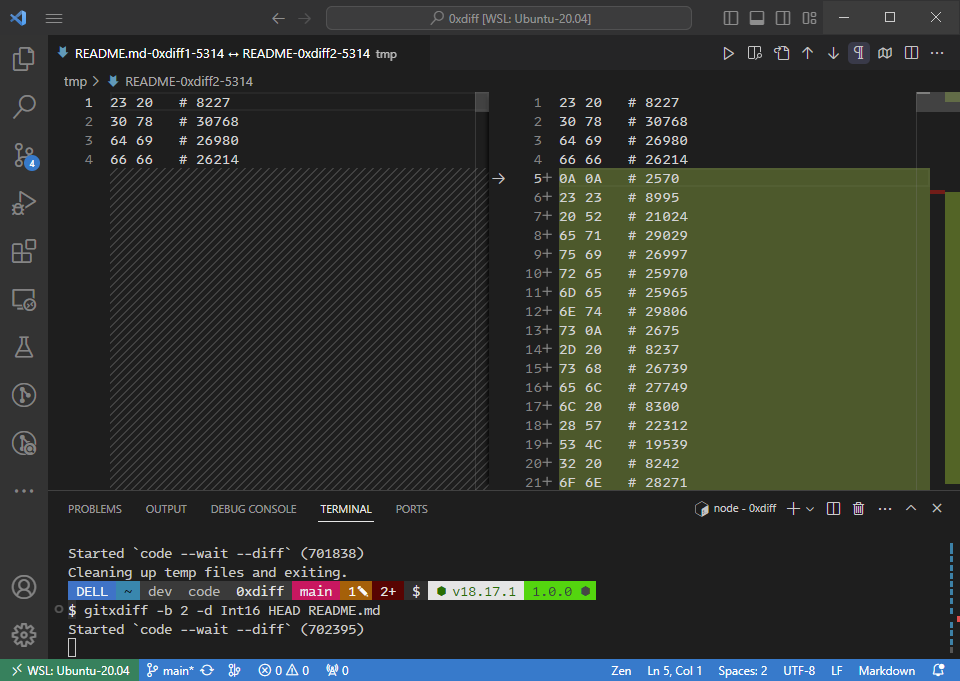 0xdiff [WSL: Ubuntu-20.04]
README.md-0xdiff1-5314 ↔ README-0xdiff2-5314 tmp
tmp > README-0xdiff2-5314
1 23 20 # 8227
2 30 78 # 30768
3 64 69 # 26980
4 66 66 # 26214
1 23 20 # 8227
2 30 78 # 30768
3 64 69 # 26980
4 66 66 # 26214
5+ 0A 0A # 2570
6+ 23 23 # 8995
7+ 20 52 # 21024
8+ 65 71 # 29029
9+ 75 69 # 26997
10+ 72 65 # 25970
11+ 6D 65 # 25965
12+ 6E 74 # 29806
13+ 73 0A # 2675
14+ 2D 20 # 8237
15+ 73 68 # 26739
16+ 65 6C # 27749
17+ 6C 20 # 8300
18+ 28 57 # 22312
19+ 53 4C # 19539
20+ 32 20 # 8242
21+ 6F 6E # 28271
4
PROBLEMS OUTPUT DEBUG CONSOLE TERMINAL PORTS node - 0xdiff
Started `code --wait --diff` (701838)
Cleaning up temp files and exiting.
DELL ~ dev code 0xdiff main 1✎ 2+ $ ⬢ v18.17.1 1.0.0 ⬢
$ gitxdiff -b 2 -d Int16 HEAD README.md
Started `code --wait --diff` (702395)
WSL: Ubuntu-20.04 main* 0 0 0 Zen Ln 5, Col 1 Spaces: 2 UTF-8 LF Markdown